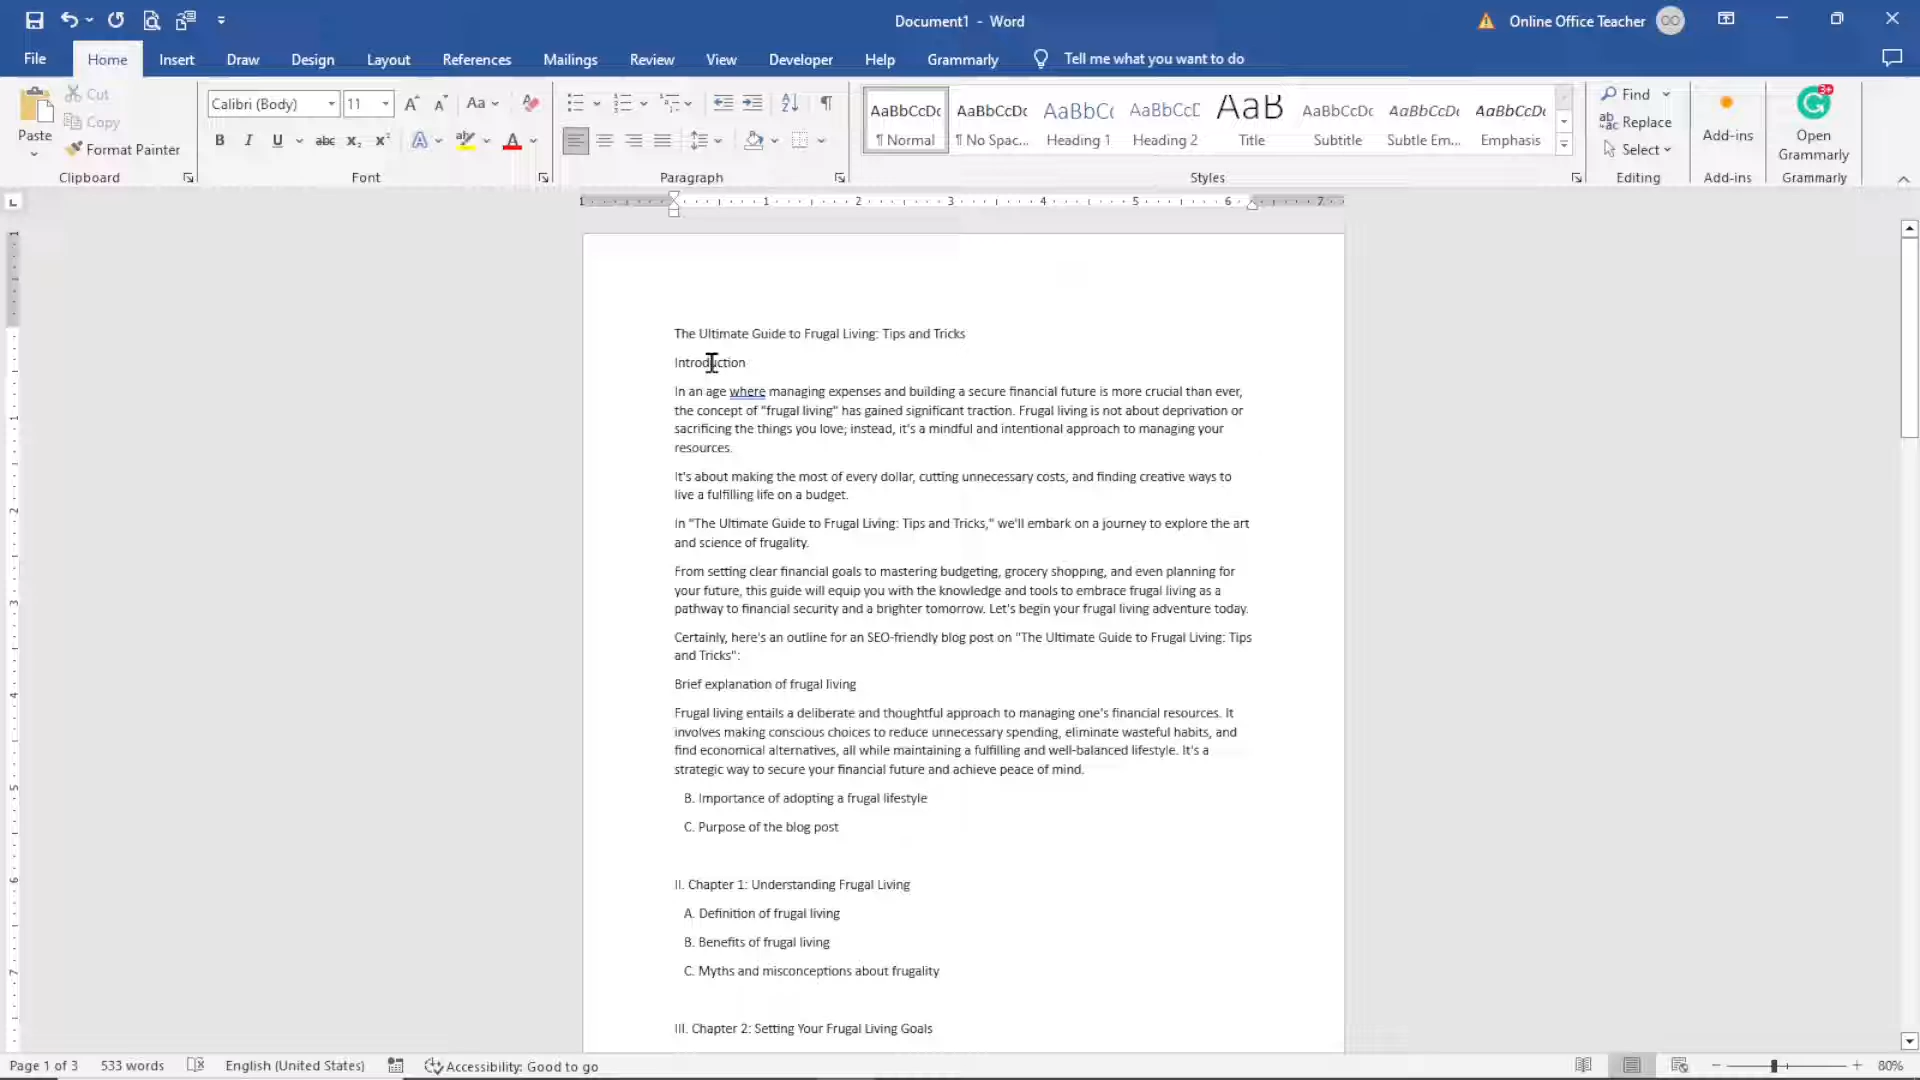 Document1 - Word
Online Office Teacher
File Home Insert Draw Design Layout References Mailings Review View Developer Help Grammarly Tell me what you want to do
Paste
Cut
Copy
Format Painter
Clipboard
Calibri (Body) 11
Font
Paragraph
AaBbCcDc AaBbCcDc AaBbC( AaBbCcD AaB AaBbCcDc AaBbCcDc AaBbCcDc
¶ Normal ¶ No Spac... Heading 1 Heading 2 Title Subtitle Subtle Em... Emphasis
Styles
Find
Replace
Select
Editing
Add-ins
Add-ins
Open
Grammarly
Grammarly
The Ultimate Guide to Frugal Living: Tips and Tricks
Introduction
In an age where managing expenses and building a secure financial future is more crucial than ever,
the concept of "frugal living" has gained significant traction. Frugal living is not about deprivation or
sacrificing the things you love; instead, it's a mindful and intentional approach to managing your
resources.
It's about making the most of every dollar, cutting unnecessary costs, and finding creative ways to
live a fulfilling life on a budget.
In "The Ultimate Guide to Frugal Living: Tips and Tricks," we'll embark on a journey to explore the art
and science of frugality.
From setting clear financial goals to mastering budgeting, grocery shopping, and even planning for
your future, this guide will equip you with the knowledge and tools to embrace frugal living as a
pathway to financial security and a brighter tomorrow. Let's begin your frugal living adventure today.
Certainly, here's an outline for an SEO-friendly blog post on "The Ultimate Guide to Frugal Living: Tips
and Tricks":
Brief explanation of frugal living
Frugal living entails a deliberate and thoughtful approach to managing one's financial resources. It
involves making conscious choices to reduce unnecessary spending, eliminate wasteful habits, and
find economical alternatives, all while maintaining a fulfilling and well-balanced lifestyle. It's a
strategic way to secure your financial future and achieve peace of mind.
B. Importance of adopting a frugal lifestyle
C. Purpose of the blog post
II. Chapter 1: Understanding Frugal Living
A. Definition of frugal living
B. Benefits of frugal living
C. Myths and misconceptions about frugality
III. Chapter 2: Setting Your Frugal Living Goals
Page 1 of 3 533 words English (United States) Accessibility: Good to go 80%